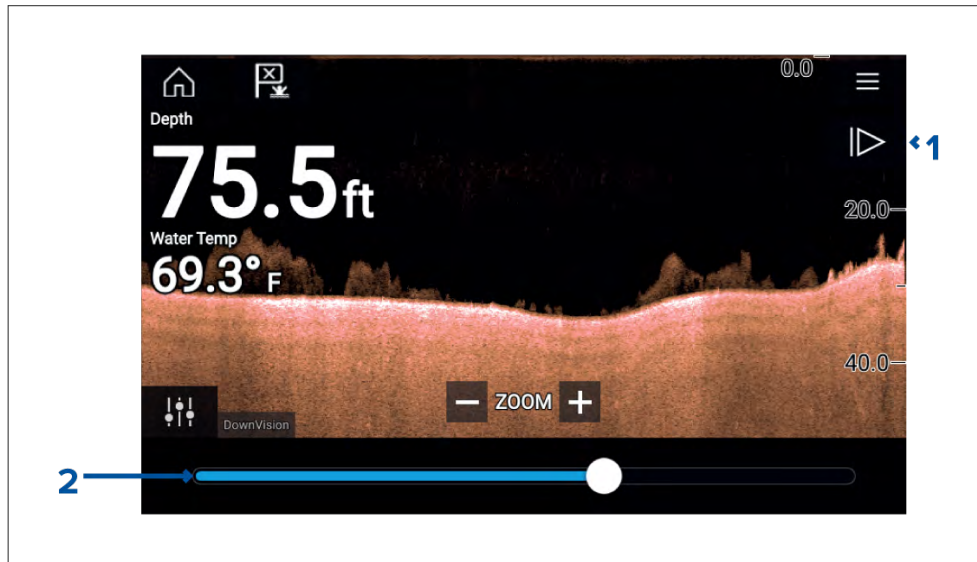 0.0
Depth
75.5ft
Water Temp
69.3° F
1
20.0
40.0
ZOOM
DownVision
2